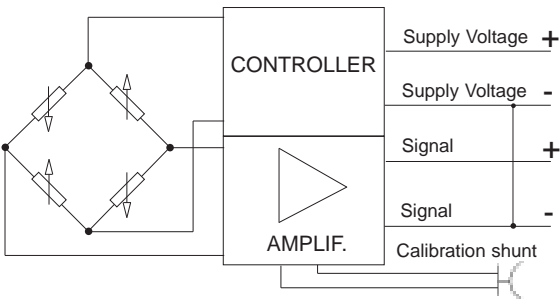 CONTROLLER
Supply Voltage +
Supply Voltage -
Signal +
Signal -
AMPLIF.
Calibration shunt